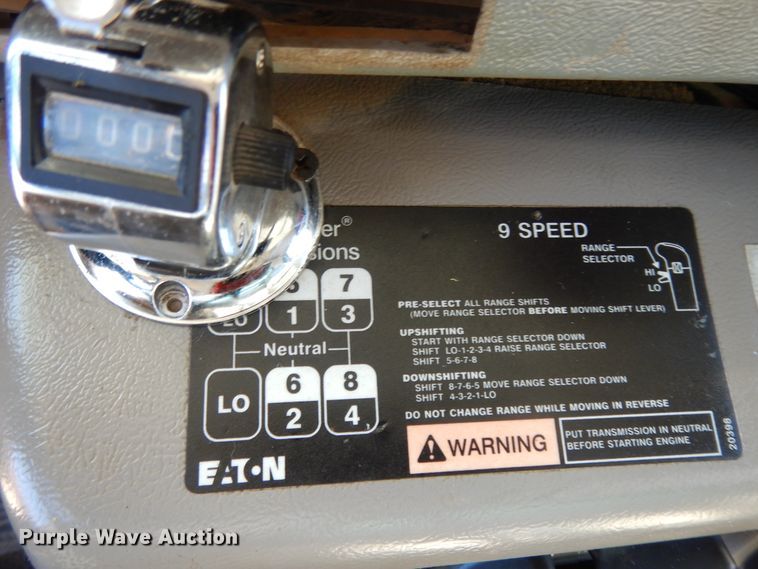 0000
er®
sions
9 SPEED
RANGE
SELECTOR
HI
LO
5 7
LO 1 3
Neutral
LO 6 8
2 4
PRE-SELECT ALL RANGE SHIFTS
(MOVE RANGE SELECTOR BEFORE MOVING SHIFT LEVER)
UPSHIFTING
START WITH RANGE SELECTOR DOWN
SHIFT LO-1-2-3-4 RAISE RANGE SELECTOR
SHIFT 5-6-7-8
DOWNSHIFTING
SHIFT 8-7-6-5 MOVE RANGE SELECTOR DOWN
SHIFT 4-3-2-1-LO
DO NOT CHANGE RANGE WHILE MOVING IN REVERSE
WARNING
PUT TRANSMISSION IN NEUTRAL
BEFORE STARTING ENGINE
20398
EATON
Purple Wave Auction